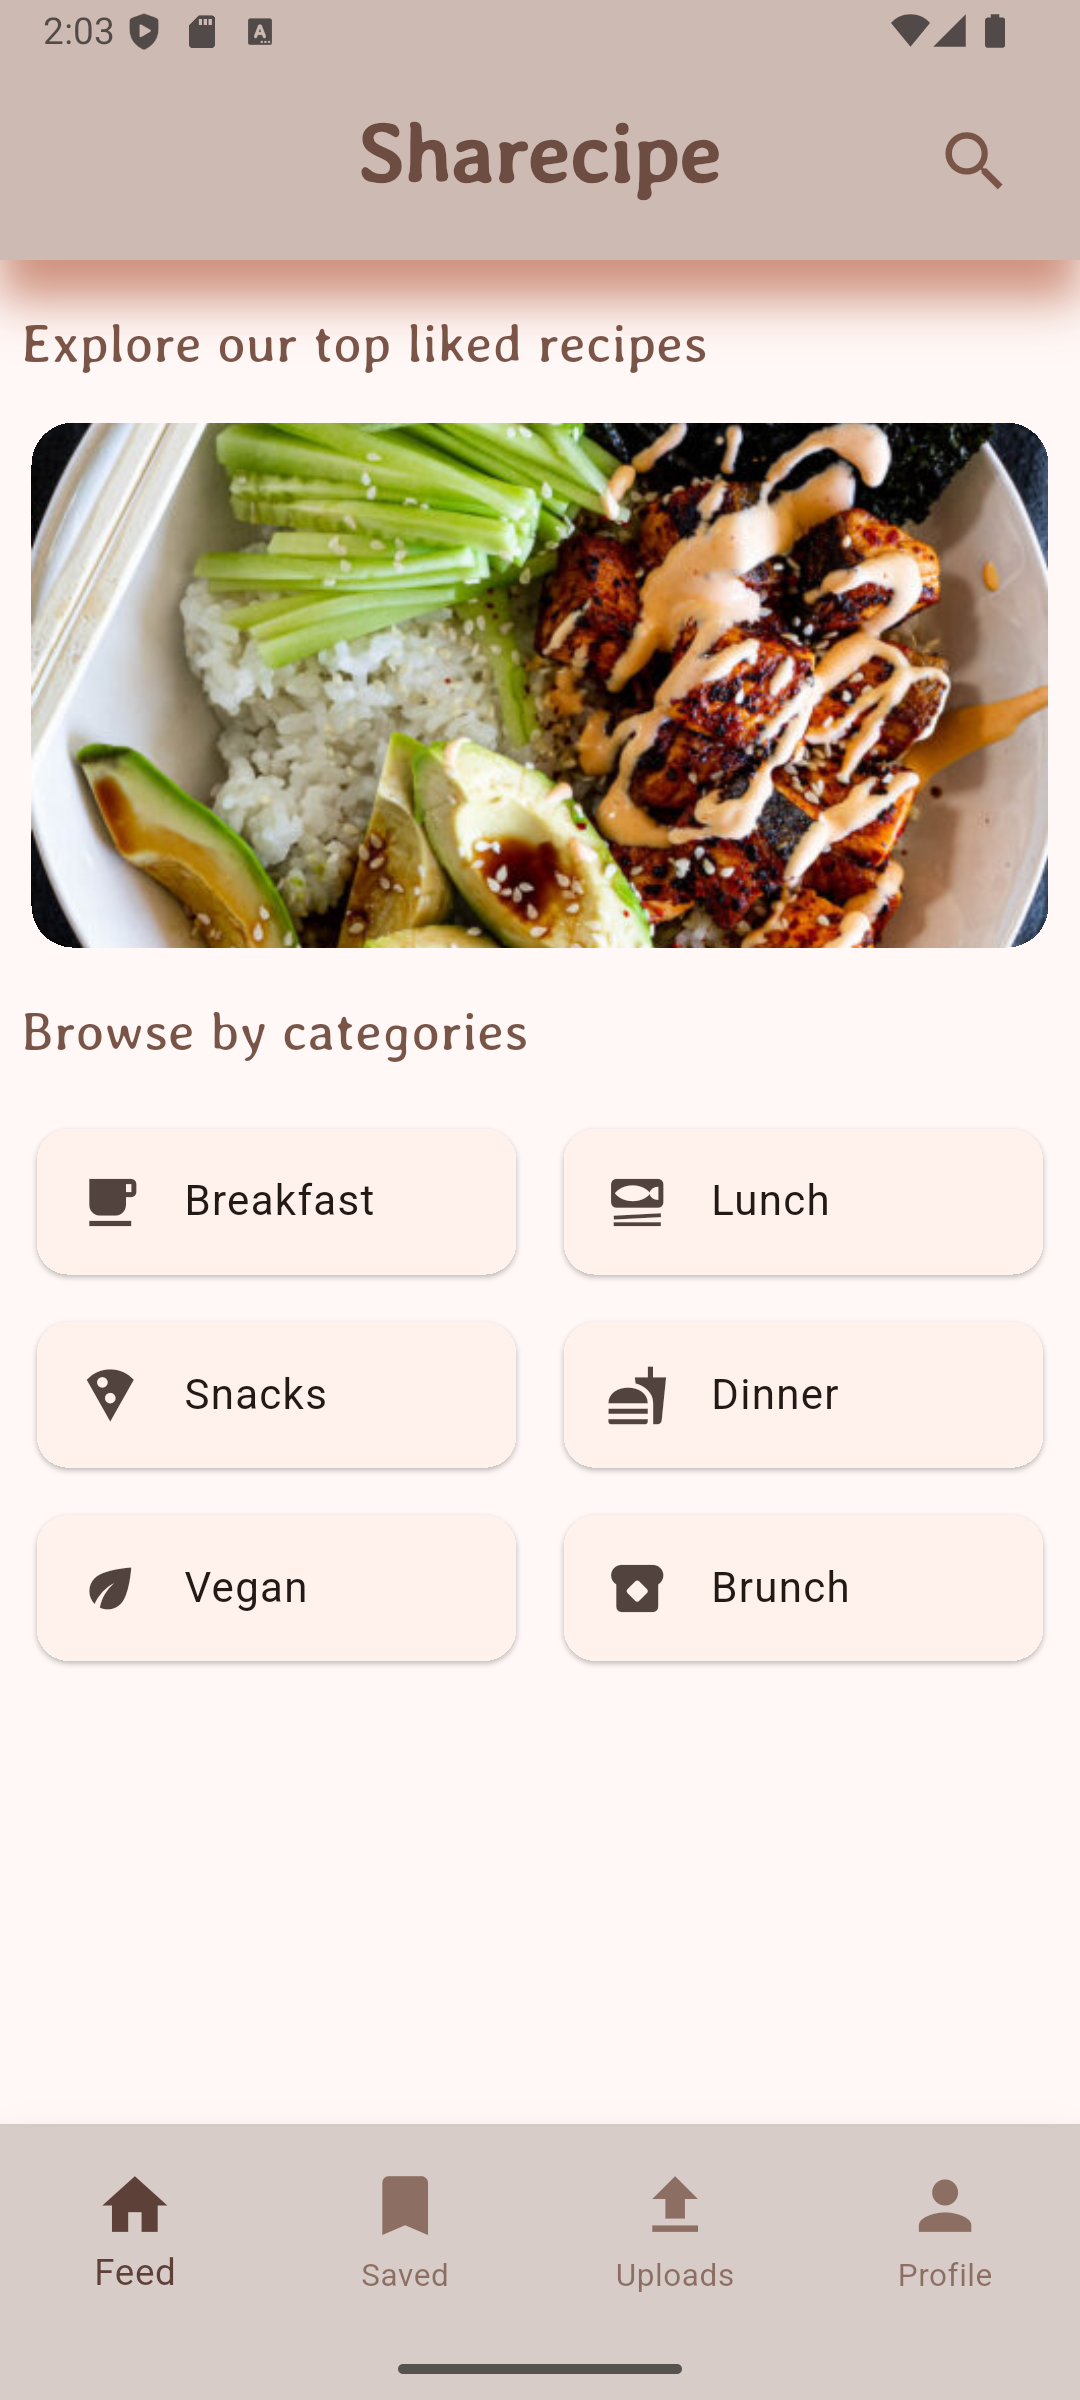 2:03
Sharecipe
Explore our top liked recipes
Browse by categories
Breakfast
Lunch
Snacks
Dinner
Vegan
Brunch
Feed
Saved
Uploads
Profile